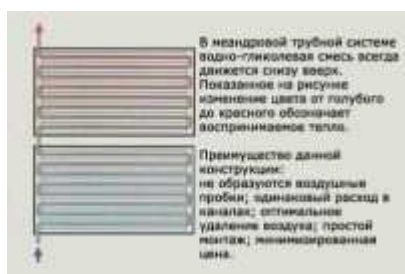 В меандровой трубной системе
водно-гликолевая смесь всегда
движется снизу вверх.
Показанное на рисунке
изменение цвета от голубого
до красного обозначает
воспринимаемое тепло.
Преимущество данной
конструкции:
не образуются воздушные
пробки; одинаковый расход в
каналах; оптимальное
удаление воздуха; простой
монтаж; минимизированная
цена.